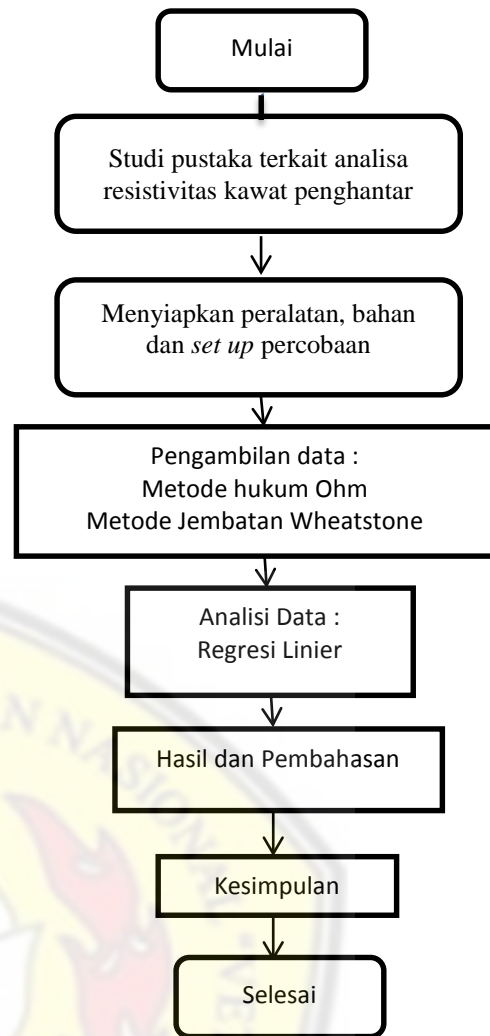 Mulai
Studi pustaka terkait analisa
resistivitas kawat penghantar
Menyiapkan peralatan, bahan
dan set up percobaan
Pengambilan data :
Metode hukum Ohm
Metode Jembatan Wheatstone
Analisi Data :
Regresi Linier
Hasil dan Pembahasan
Kesimpulan
Selesai